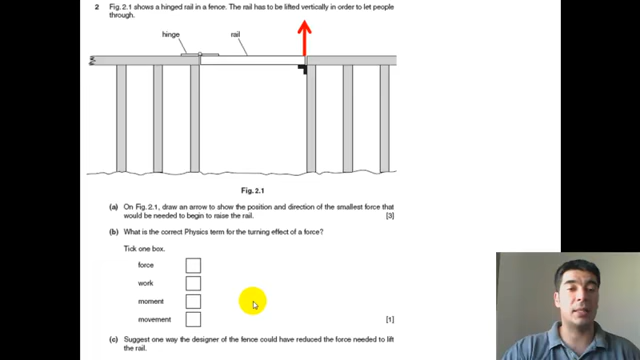 2 Fig. 2.1 shows a hinged rail in a fence. The rail has to be lifted vertically in order to let people
through.
hinge rail
Fig. 2.1
(a) On Fig. 2.1, draw an arrow to show the position and direction of the smallest force that
would be needed to begin to raise the rail. [3]
(b) What is the correct Physics term for the turning effect of a force?
Tick one box.
force
work
moment
movement [1]
(c) Suggest one way the designer of the fence could have reduced the force needed to lift
the rail.